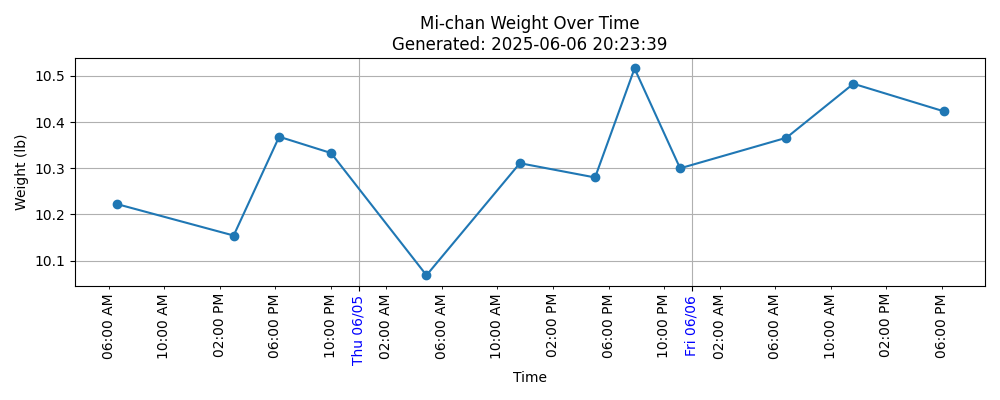 Mi-chan Weight Over Time
Generated: 2025-06-06 20:23:39
Weight (lb)
10.5
10.4
10.3
10.2
10.1
06:00 AM
10:00 AM
02:00 PM
06:00 PM
10:00 PM
Thu 06/05
02:00 AM
06:00 AM
10:00 AM
02:00 PM
06:00 PM
10:00 PM
Fri 06/06
02:00 AM
06:00 AM
10:00 AM
02:00 PM
06:00 PM
Time